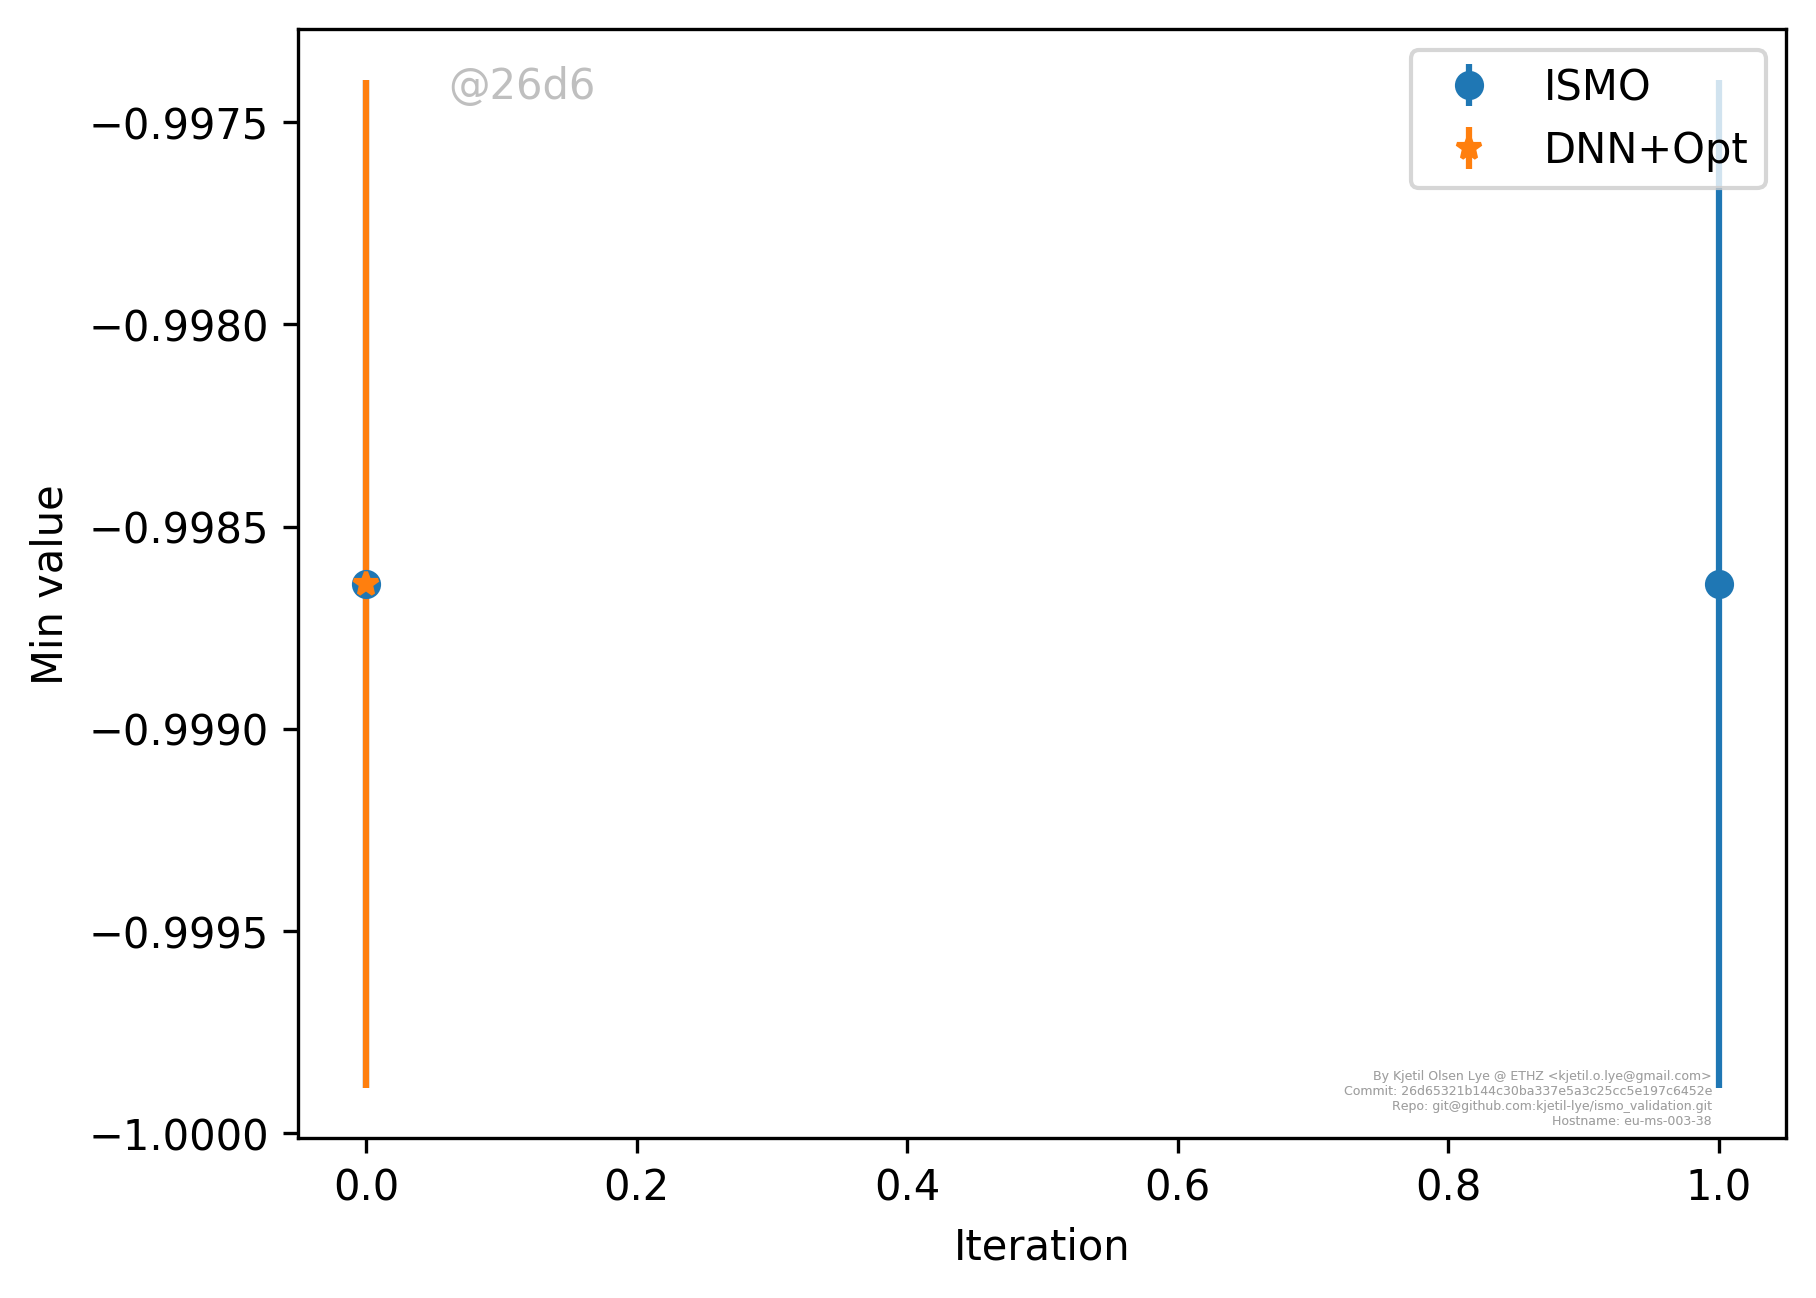 @26d6
ISMO
DNN+Opt
−0.9975
−0.9980
−0.9985
−0.9990
−0.9995
−1.0000
Min value
By Kjetil Olsen Lye @ ETHZ <kjetil.o.lye@gmail.com>
Commit: 26d65321b144c30ba337e5a3c25cc5e197c6452e
Repo: git@github.com:kjetil-lye/ismo_validation.git
Hostname: eu-ms-003-38
0.0 0.2 0.4 0.6 0.8 1.0
Iteration